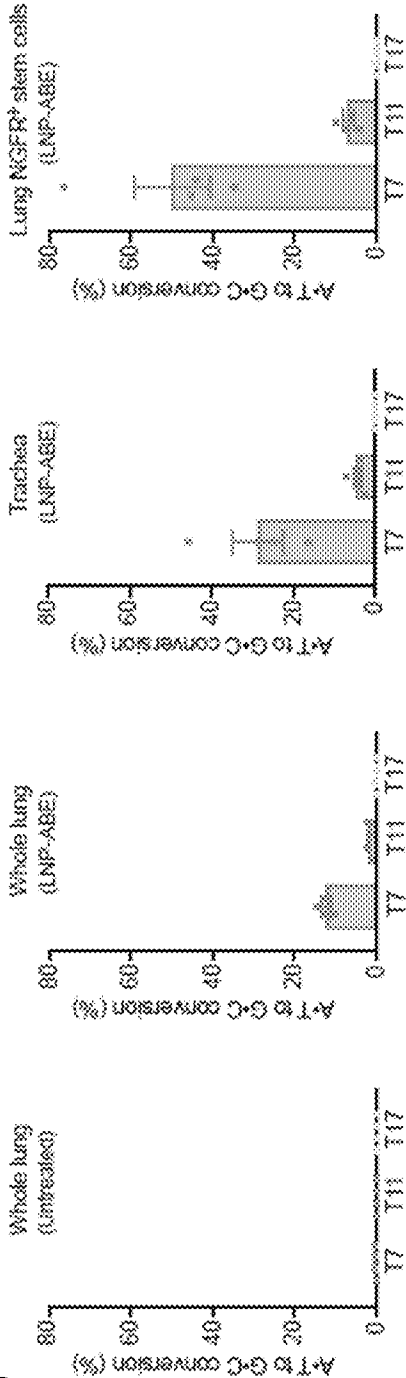 Whole lung
(Untreated)
A•T to G•C conversion (%)
80
60
40
20
0
T7 T11 T17
Whole lung
(LNP-ABE)
A•T to G•C conversion (%)
80
60
40
20
0
T7 T11 T17
Trachea
(LNP-ABE)
A•T to G•C conversion (%)
80
60
40
20
0
T7 T11 T17
Lung NGFR⁺ stem cells
(LNP-ABE)
A•T to G•C conversion (%)
80
60
40
20
0
T7 T11 T17